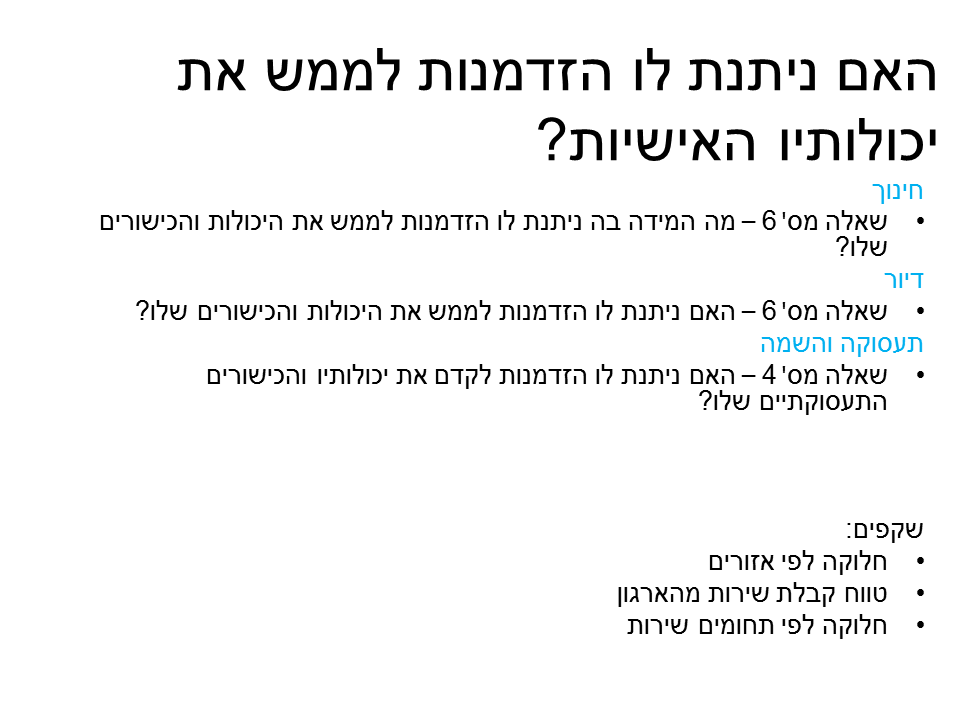 האם ניתנת לו הזדמנות לממש את
יכולותיו האישיות?
חינוך
• שאלה מס' 6 – מה המידה בה ניתנת לו הזדמנות לממש את היכולות והכישורים
שלו?
דיור
• שאלה מס' 6 – האם ניתנת לו הזדמנות לממש את היכולות והכישורים שלו?
תעסוקה והשמה
• שאלה מס' 4 – האם ניתנת לו הזדמנות לקדם את יכולותיו והכישורים
התעסוקתיים שלו?
שקפים:
• חלוקה לפי אזורים
• טווח קבלת שירות מהארגון
• חלוקה לפי תחומים שירות